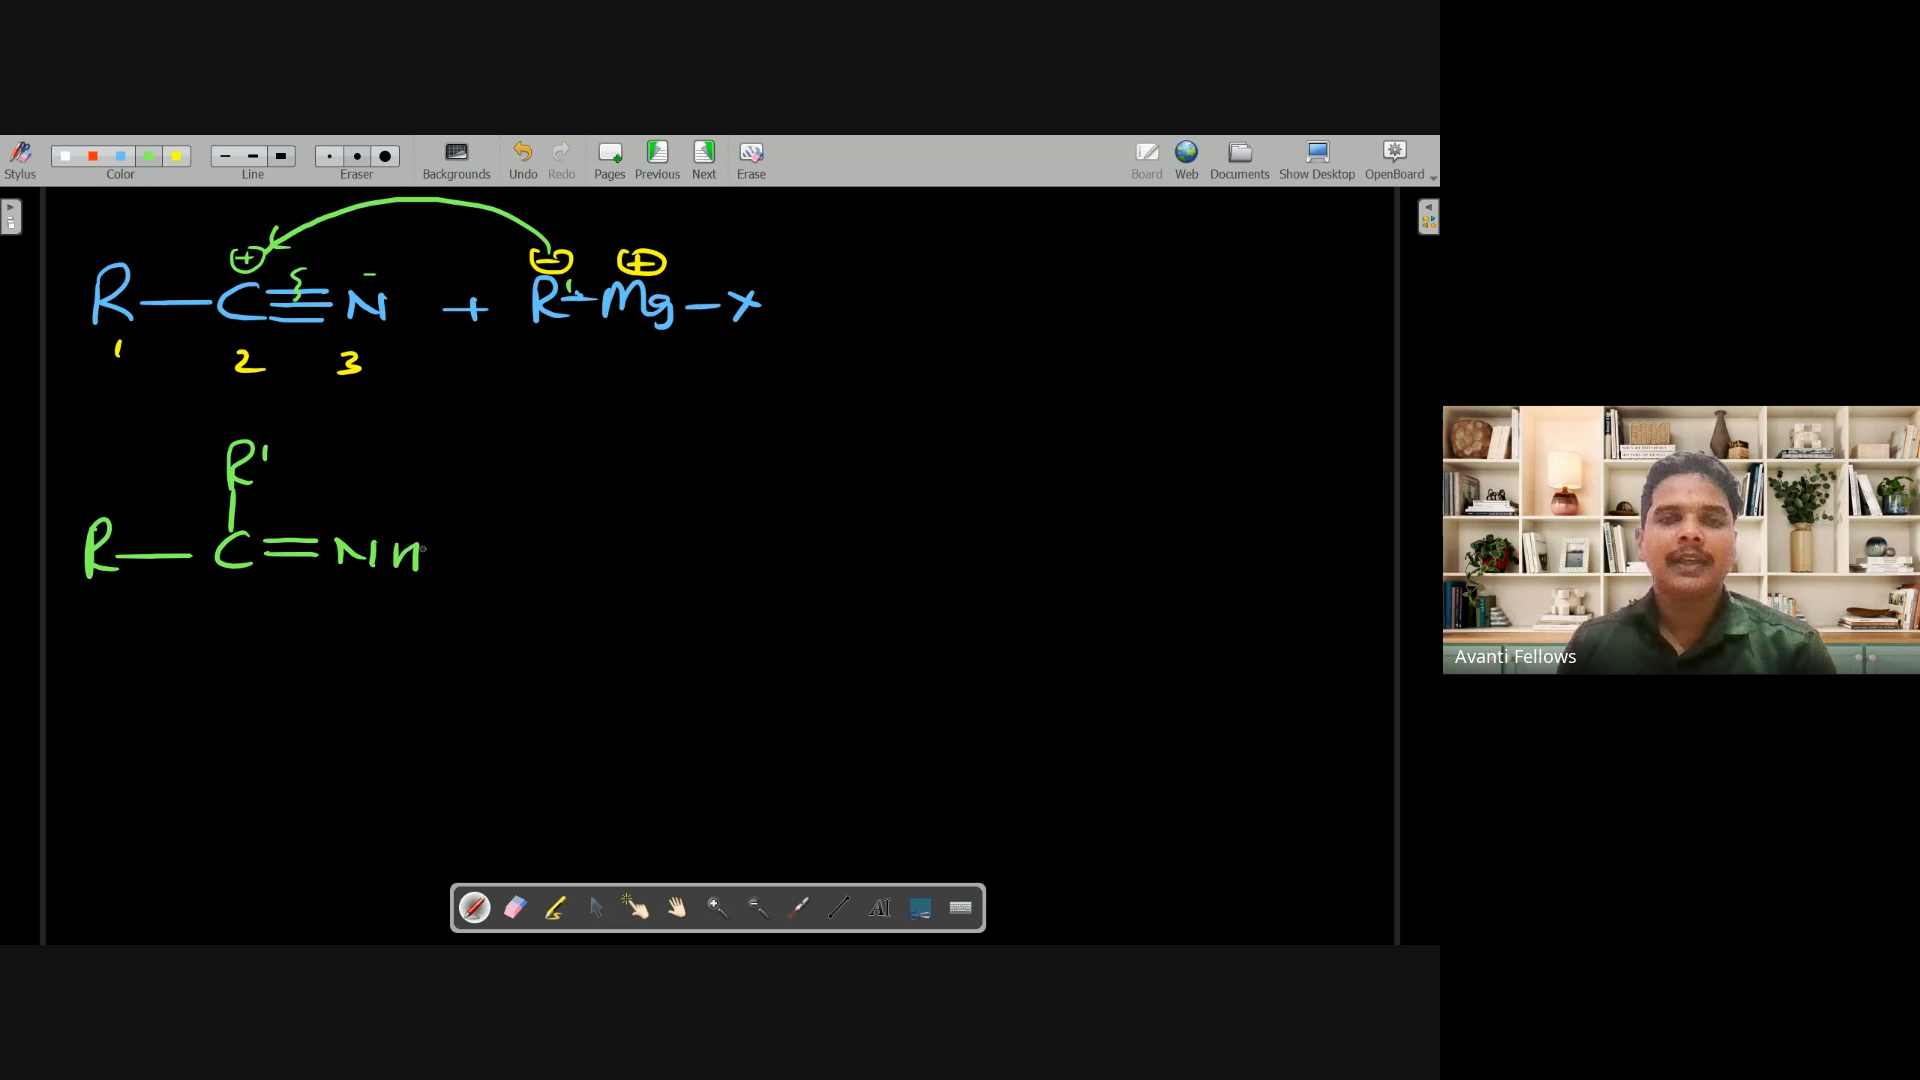 Stylus Color Line Eraser Backgrounds Undo Redo Pages Previous Next Erase Board Web Documents Show Desktop OpenBoard
⊕ − ⊖ ⊕
R — C ≡ N + R' — Mg — X
1 2 3
R'
R — C = N
AI
Avanti Fellows